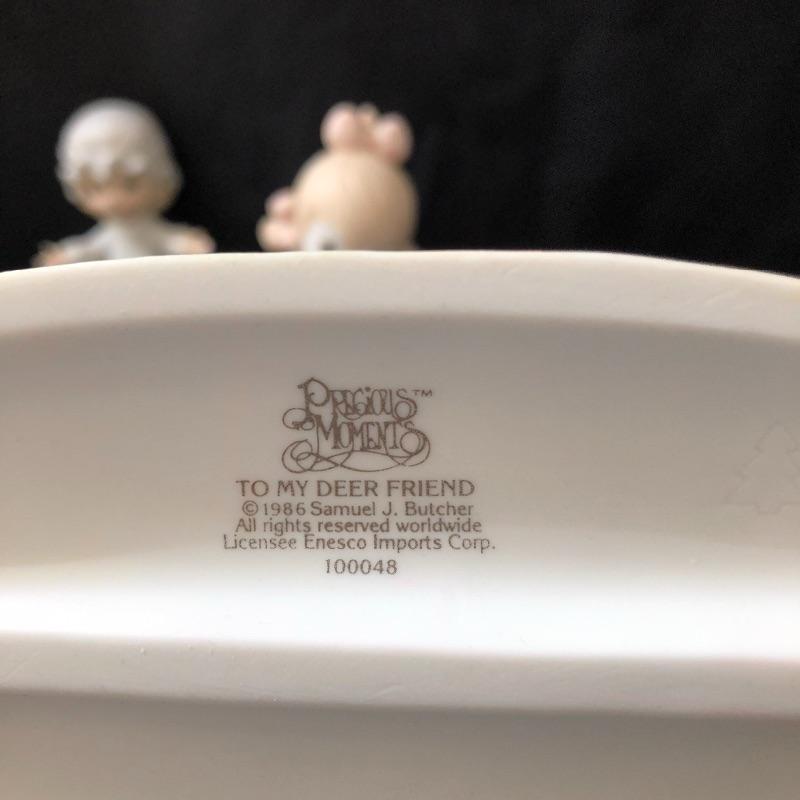 PRECIOUS™
MOMENTS
TO MY DEER FRIEND
©1986 Samuel J. Butcher
All rights reserved worldwide
Licensee Enesco Imports Corp.
100048